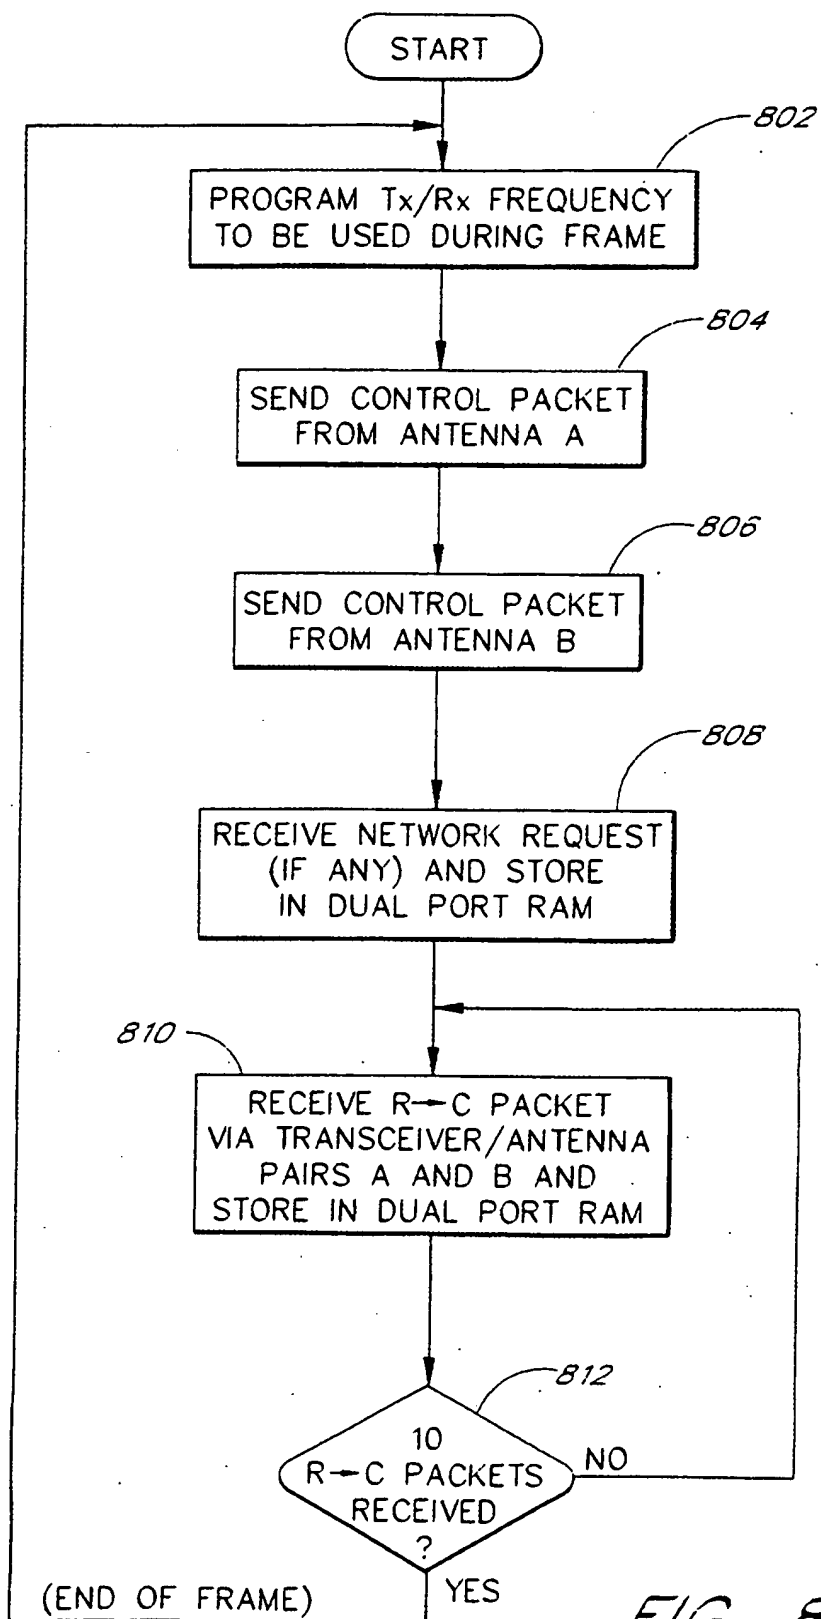 START
802
PROGRAM Tx/Rx FREQUENCY
TO BE USED DURING FRAME
804
SEND CONTROL PACKET
FROM ANTENNA A
806
SEND CONTROL PACKET
FROM ANTENNA B
808
RECEIVE NETWORK REQUEST
(IF ANY) AND STORE
IN DUAL PORT RAM
810
RECEIVE R→C PACKET
VIA TRANSCEIVER/ANTENNA
PAIRS A AND B AND
STORE IN DUAL PORT RAM
812
10
R→C PACKETS
RECEIVED
?
NO
(END OF FRAME)
YES
FIG. 8